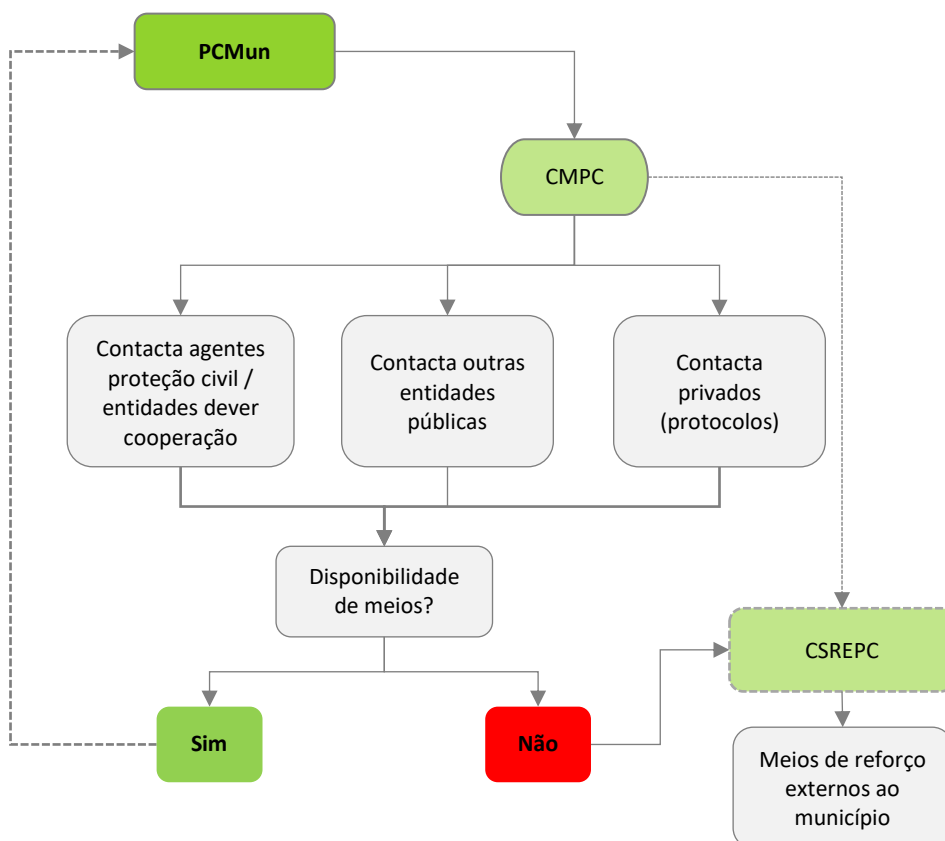 PCMun
CMPC
Contacta agentes
proteção civil /
entidades dever
cooperação
Contacta outras
entidades
públicas
Contacta
privados
(protocolos)
Disponibilidade
de meios?
CSREPC
Sim
Não
Meios de reforço
externos ao
município